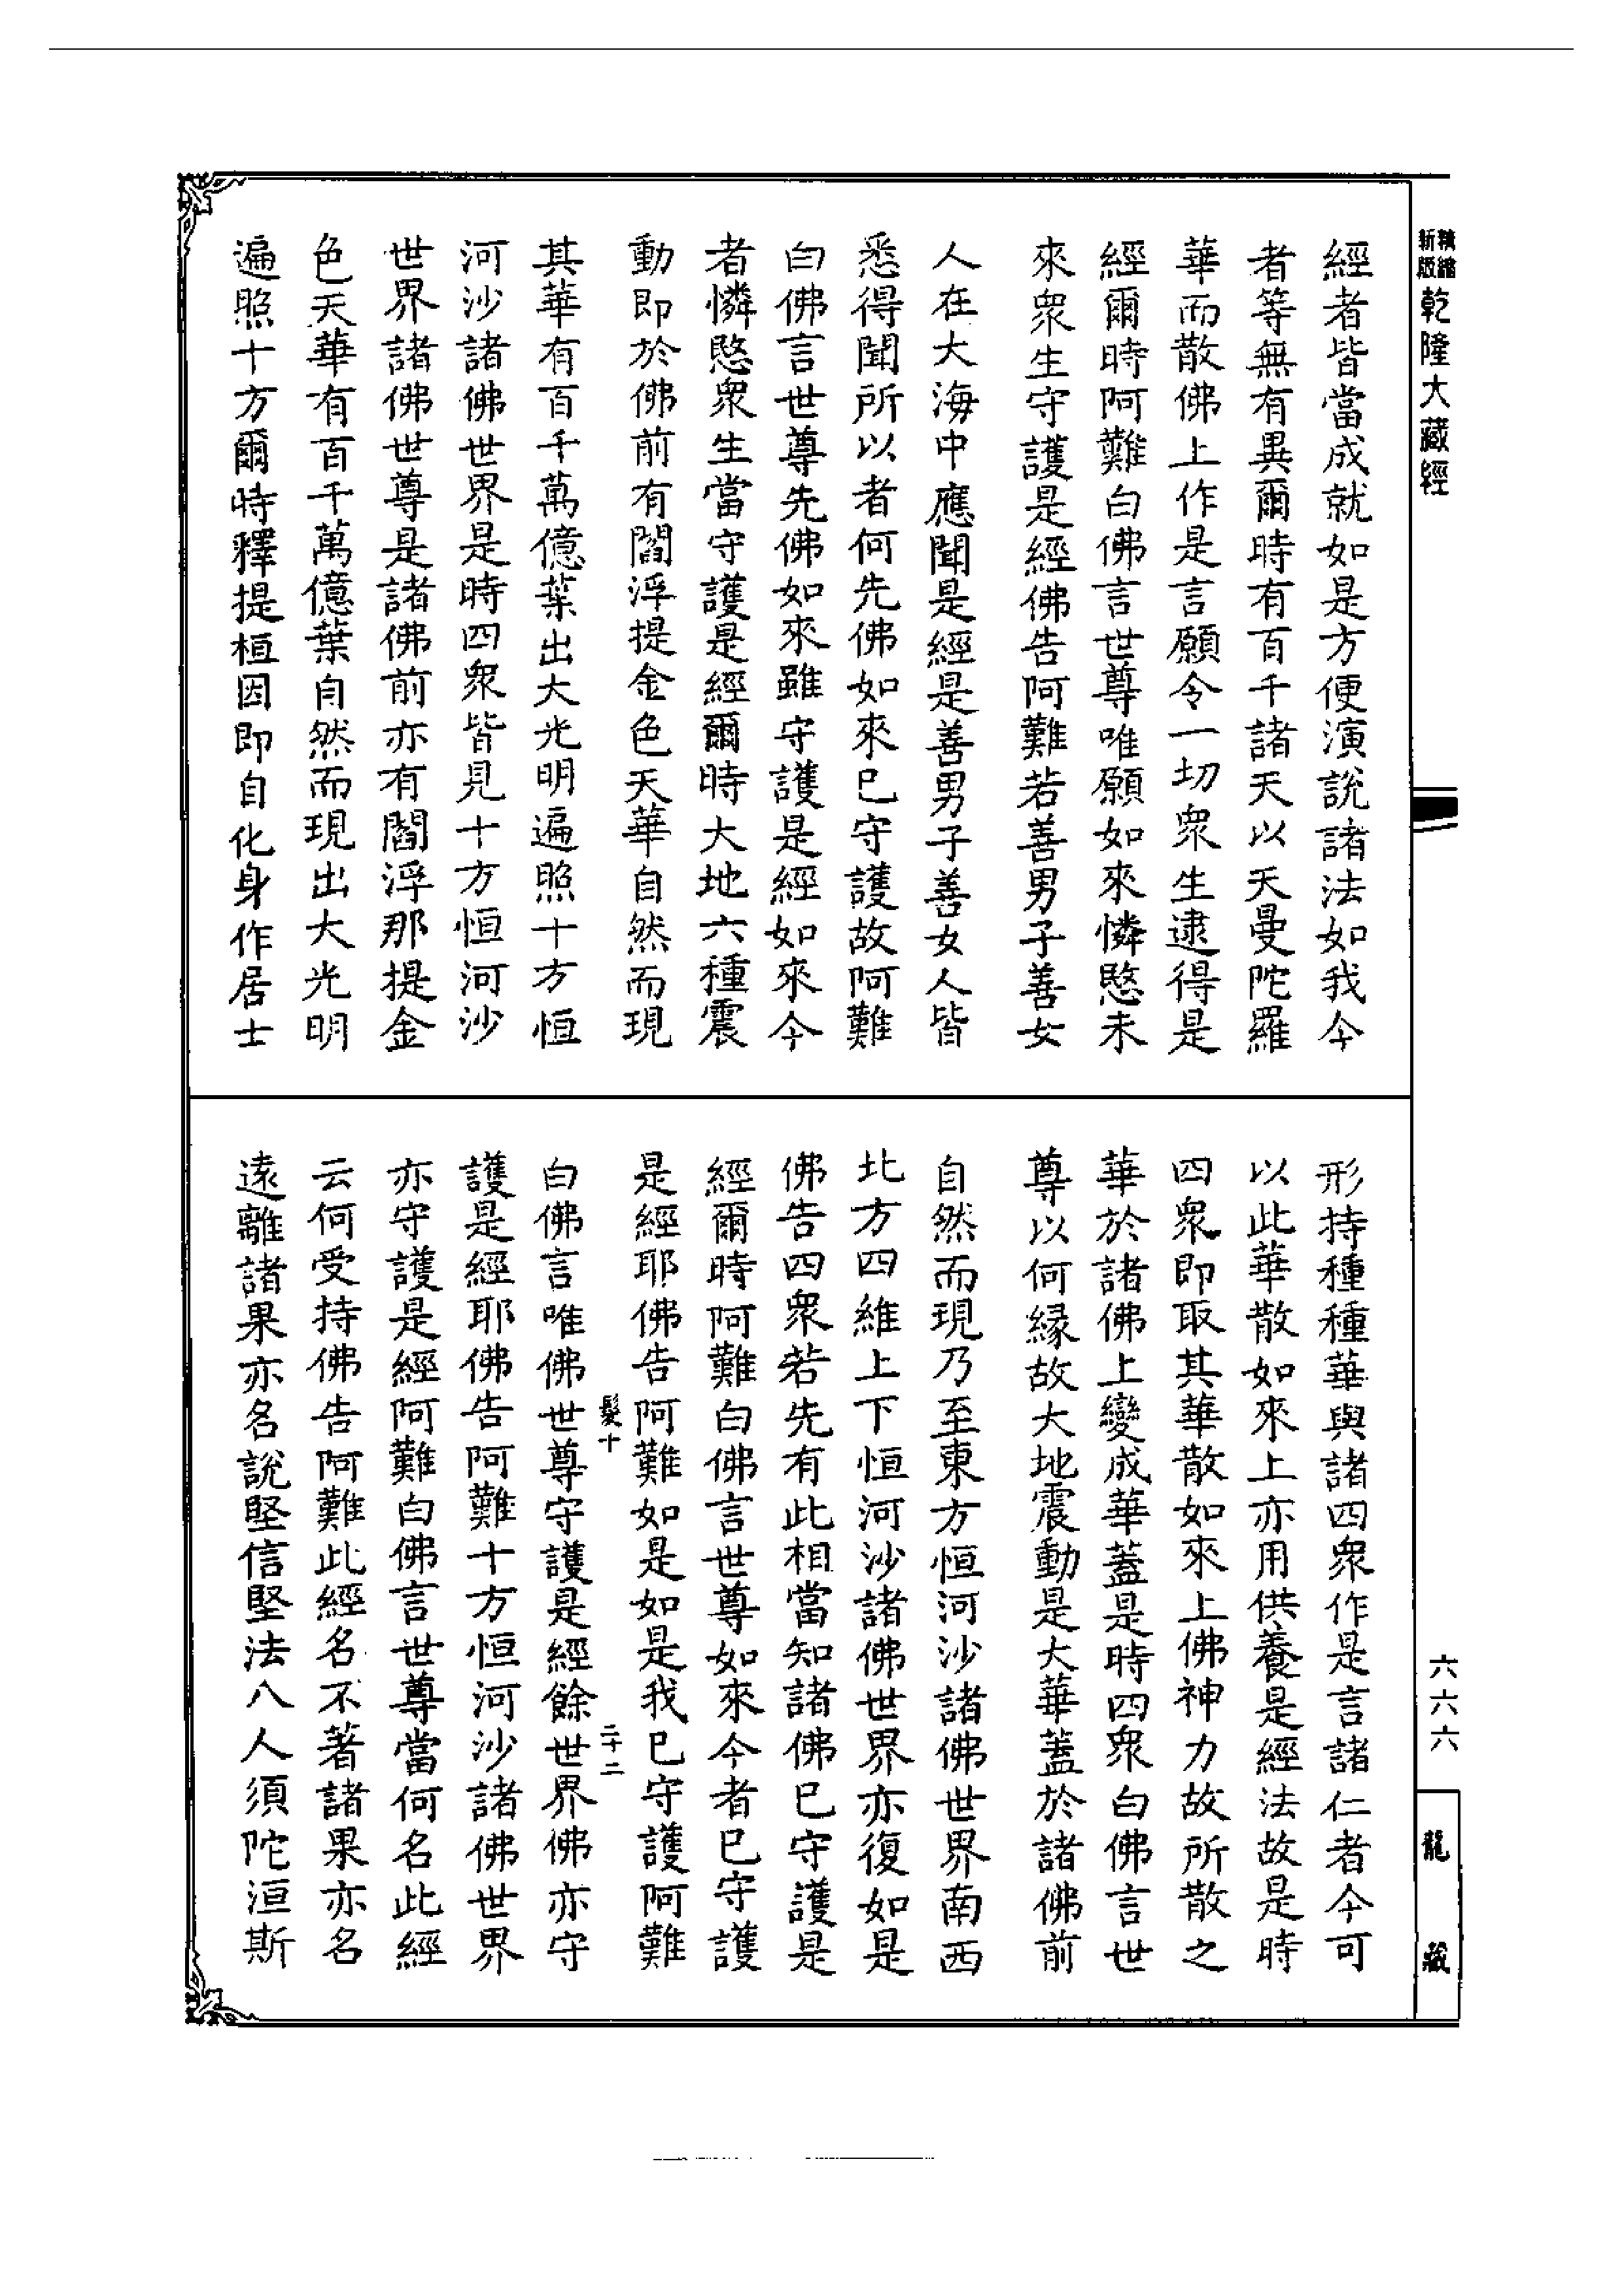 精縮新版乾隆大藏經
經者皆當成就如是方便演說諸法如我今
者等無有異爾時有百千諸天以天曼陀羅
華而散佛上作是言願令一切眾生逮得是
經爾時阿難白佛言世尊唯願如來憐愍未
來眾生守護是經佛告阿難若善男子善女
人在大海中應聞是經是善男子善女人皆
悉得聞所以者何先佛如來已守護故阿難
白佛言世尊先佛如來雖守護是經如來今
者憐愍眾生當守護是經爾時大地六種震
動即於佛前有閻浮提金色天華自然而現
其華有百千萬億葉出大光明遍照十方恒
河沙諸佛世界是時四眾皆見十方恒河沙
世界諸佛世尊是諸佛前亦有閻浮那提金
色天華有百千萬億葉自然而現出大光明
遍照十方爾時釋提桓因即自化身作居士
形持種種華與諸四眾作是言諸仁者今可
以此華散如來上亦用供養是經法故是時
四眾即取其華散如來上佛神力故所散之
華於諸佛上變成華蓋是時四眾白佛言世
尊以何緣故大地震動是大華蓋於諸佛前
自然而現乃至東方恒河沙諸佛世界南西
北方四維上下恒河沙諸佛世界亦復如是
佛告四眾若先有此相當知諸佛已守護是
經爾時阿難白佛言世尊如來今者已守護
是經耶佛告阿難如是如是我已守護阿難
髮十 二十二
白佛言唯佛世尊守護是經餘世界佛亦守
護是經耶佛告阿難十方恒河沙諸佛世界
亦守護是經阿難白佛言世尊當何名此經
云何受持佛告阿難此經名不著諸果亦名
遠離諸果亦名說堅信堅法八人須陀洹斯
六六六
龍藏